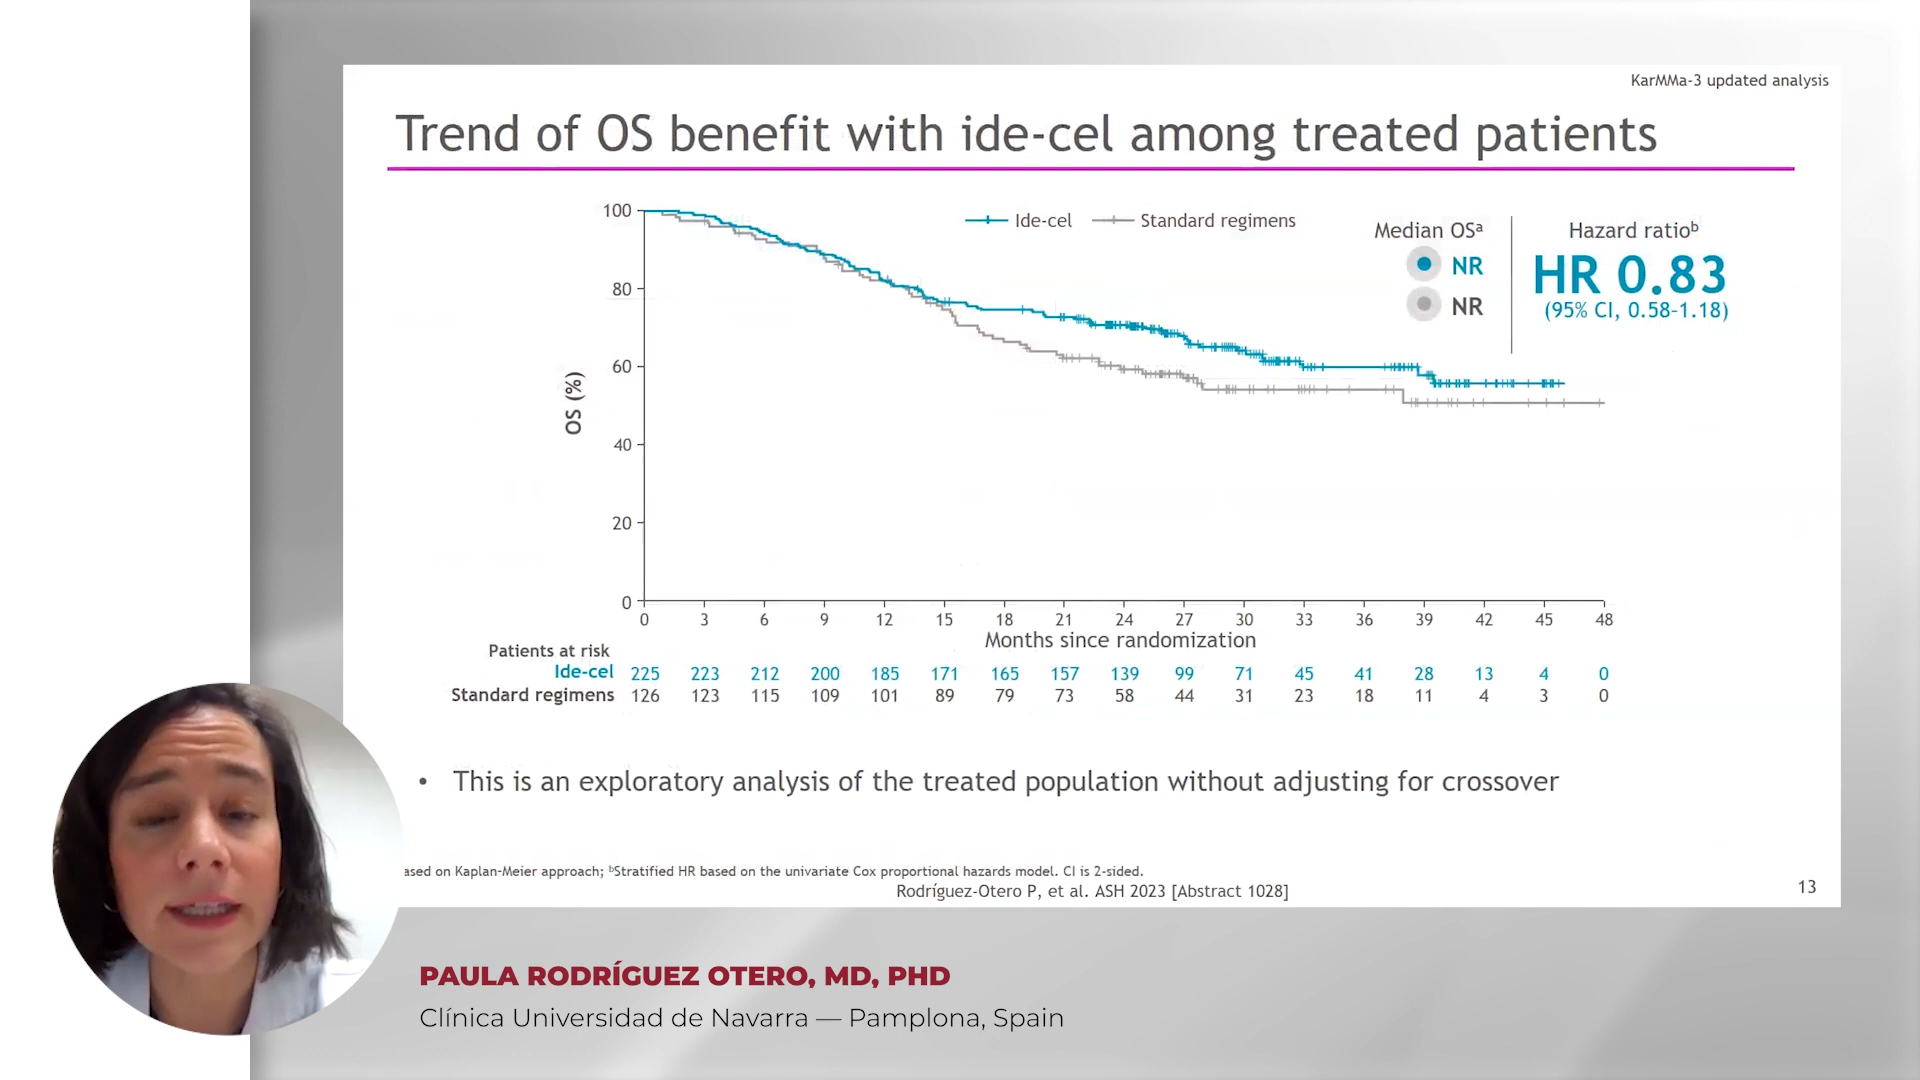 KarMMa-3 updated analysis
Trend of OS benefit with ide-cel among treated patients
Ide-cel
Standard regimens
Median OSᵃ
NR
NR
Hazard ratioᵇ
HR 0.83
(95% CI, 0.58-1.18)
OS (%)
100
80
60
40
20
0
0 3 6 9 12 15 18 21 24 27 30 33 36 39 42 45 48
Months since randomization
Patients at risk
Ide-cel 225 223 212 200 185 171 165 157 139 99 71 45 41 28 13 4 0
Standard regimens 126 123 115 109 101 89 79 73 58 44 31 23 18 11 4 3 0
• This is an exploratory analysis of the treated population without adjusting for crossover
on Kaplan-Meier approach; ᵇStratified HR based on the univariate Cox proportional hazards model. CI is 2-sided.
Rodríguez-Otero P, et al. ASH 2023 [Abstract 1028]
13
PAULA RODRÍGUEZ OTERO, MD, PHD
Clínica Universidad de Navarra — Pamplona, Spain